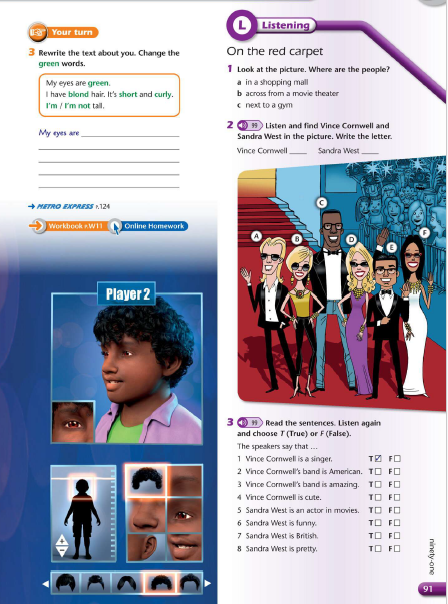 Your turn
3 Rewrite the text about you. Change the
green words.
My eyes are green.
I have blond hair. It's short and curly.
I'm / I'm not tall.
My eyes are
METRO EXPRESS P.124
Workbook P.W11 Online Homework
Player 2
L Listening
On the red carpet
1 Look at the picture. Where are the people?
a in a shopping mall
b across from a movie theater
c next to a gym
2 99 Listen and find Vince Cornwell and
Sandra West in the picture. Write the letter.
Vince Cornwell ____ Sandra West ____
A
B
C
D
E
F
3 99 Read the sentences. Listen again
and choose T (True) or F (False).
The speakers say that ...
1 Vince Cornwell is a singer. T F
2 Vince Cornwell's band is American. T F
3 Vince Cornwell's band is amazing. T F
4 Vince Cornwell is cute. T F
5 Sandra West is an actor in movies. T F
6 Sandra West is funny. T F
7 Sandra West is British. T F
8 Sandra West is pretty. T F
ninety-one
91